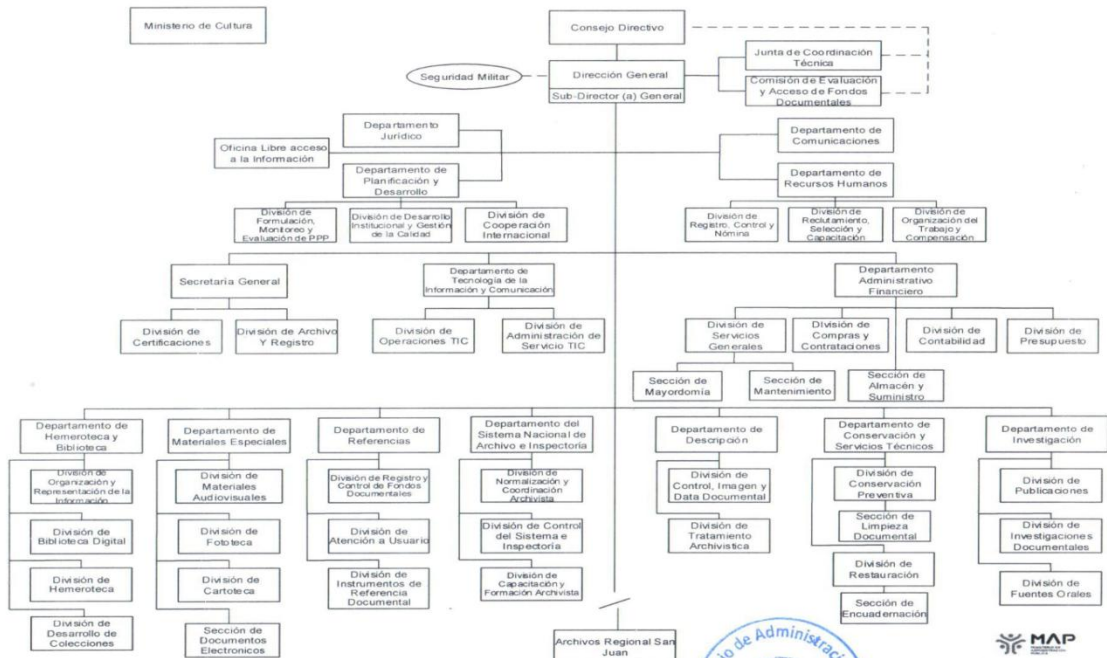 Ministerio de Cultura
Consejo Directivo
Junta de Coordinación
Técnica
Seguridad Militar
Dirección General
Sub-Director (a) General
Comisión de Evaluación
y Acceso de Fondos
Documentales
Departamento
Jurídico
Departamento de
Comunicaciones
Oficina Libre acceso
a la Información
Departamento de
Planificación y
Desarrollo
Departamento de
Recursos Humanos
División de
Formulación,
Monitoreo y
Evaluación de PPP
División de Desarrollo
Institucional y Gestión
de la Calidad
División de
Cooperación
Internacional
División de
Registro, Control y
Nómina
División de
Reclutamiento,
Selección y
Capacitación
División de
Organización del
Trabajo y
Compensación
Secretaría General
Departamento de
Tecnología de la
Información y Comunicación
Departamento
Administrativo
Financiero
División de
Certificaciones
División de Archivo
Y Registro
División de
Operaciones TIC
División de
Administración de
Servicio TIC
División de
Servicios
Generales
División de
Compras y
Contrataciones
División de
Contabilidad
División de
Presupuesto
Sección de
Mayordomía
Sección de
Mantenimiento
Sección de
Almacén y
Suministro
Departamento de
Hemeroteca y
Biblioteca
Departamento de
Materiales Especiales
Departamento de
Referencias
Departamento del
Sistema Nacional de
Archivo e Inspectoría
Departamento de
Descripción
Departamento de
Conservación y
Servicios Técnicos
Departamento de
Investigación
División de
Organización y
Representación de la
Información
División de
Materiales
Audiovisuales
División de Registro y
Control de Fondos
Documentales
División de
Normalización y
Coordinación
Archivista
División de
Control, Imagen y
Data Documental
División de
Conservación
Preventiva
División de
Publicaciones
División de
Biblioteca Digital
División de
Fototeca
División de
Atención a Usuario
División de Control
del Sistema e
Inspectoría
División de
Tratamiento
Archivistica
Sección de
Limpieza
Documental
División de
Investigaciones
Documentales
División de
Hemeroteca
División de
Cartoteca
División de
Instrumentos de
Referencia
Documental
División de
Capacitación y
Formación Archivista
División de
Restauración
División de
Fuentes Orales
División de
Desarrollo de
Colecciones
Sección de
Documentos
Electronicos
Sección de
Encuadernación
Archivos Regional San
Juan
de Administraci
MAP